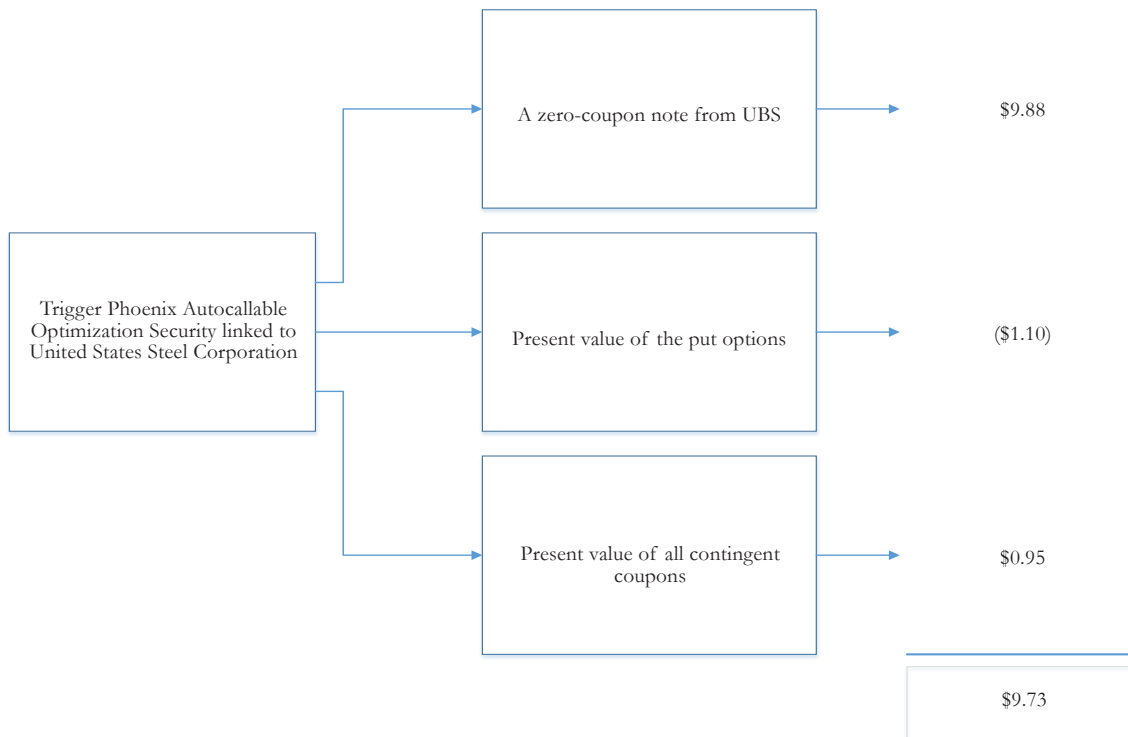 A zero-coupon note from UBS
$9.88
Trigger Phoenix Autocallable
Optimization Security linked to
United States Steel Corporation
Present value of the put options
($1.10)
Present value of all contingent
coupons
$0.95
$9.73